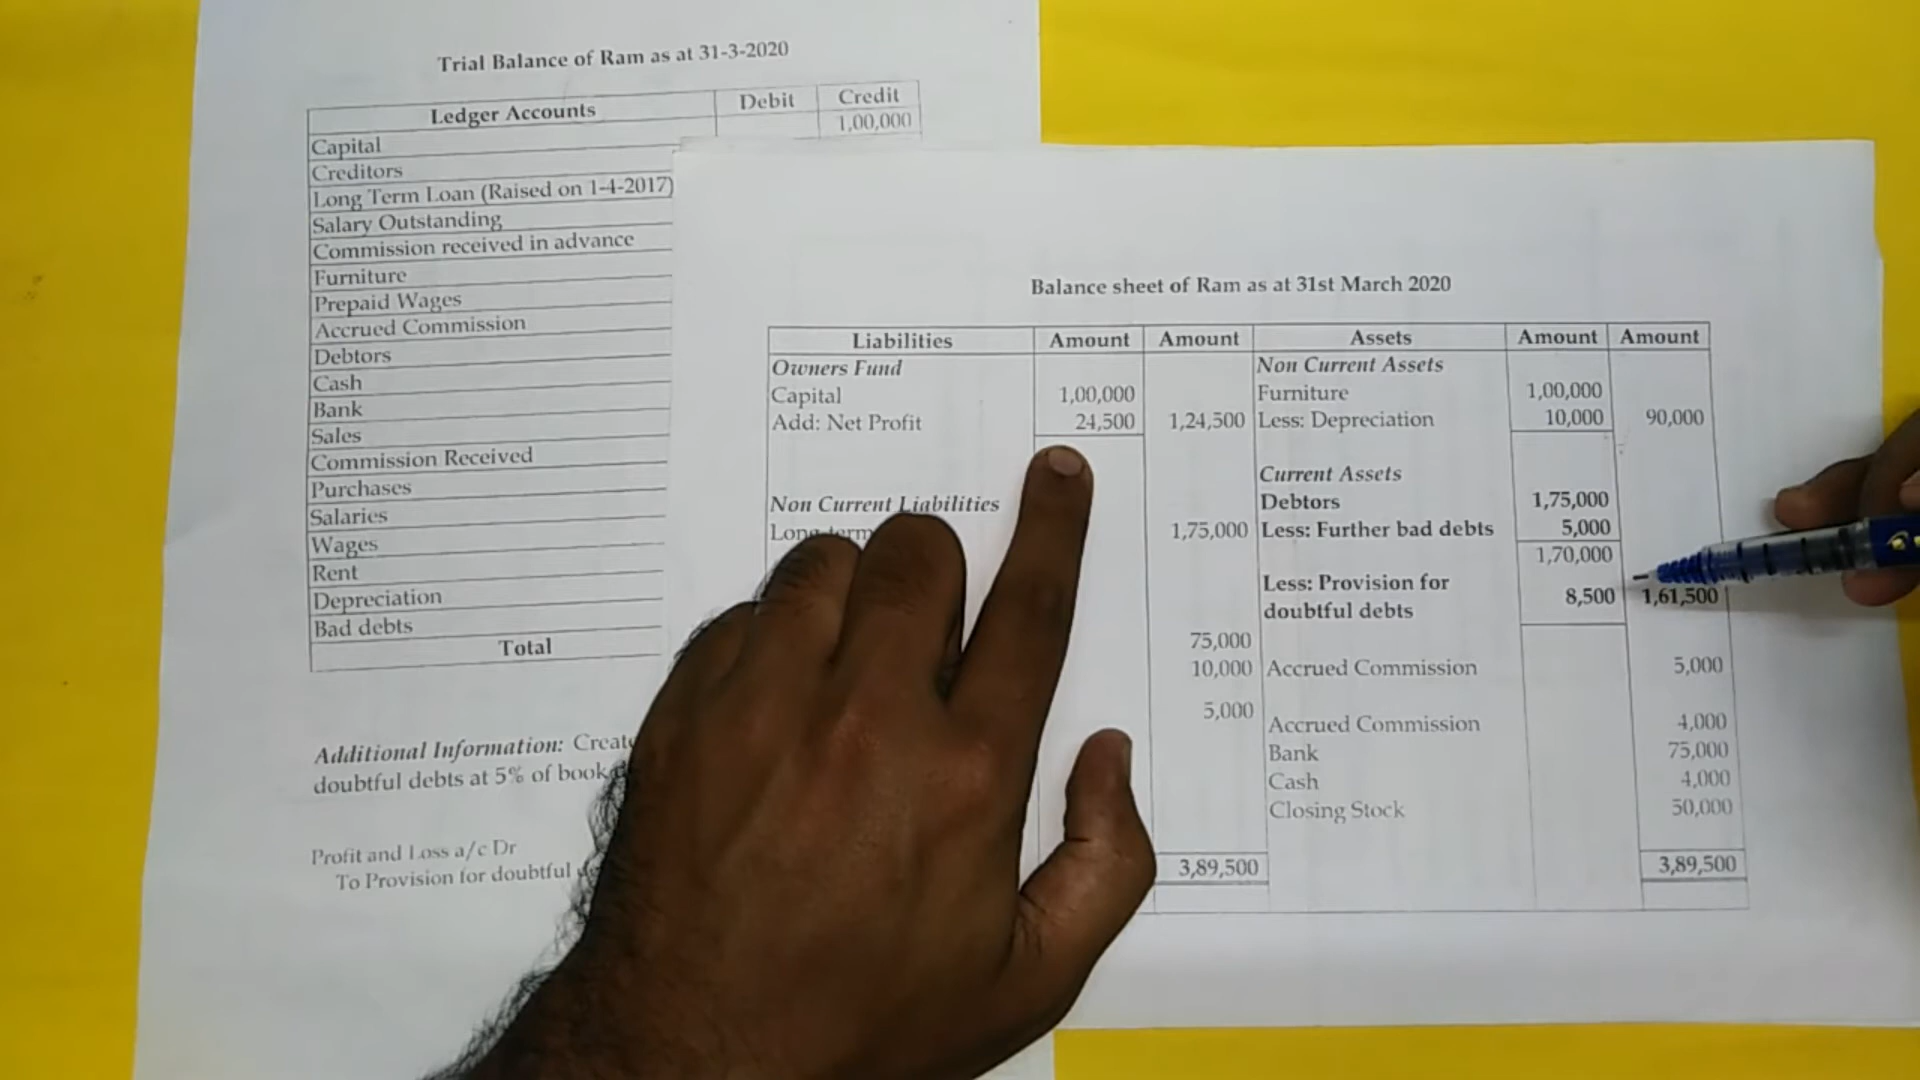 Trial Balance of Ram as at 31-3-2020
Ledger Accounts Debit Credit
Capital 1,00,000
Creditors
Long Term Loan (Raised on 1-4-2017)
Salary Outstanding
Commission received in advance
Furniture
Prepaid Wages
Accrued Commission
Debtors
Cash
Bank
Sales
Commission Received
Purchases
Salaries
Wages
Rent
Depreciation
Bad debts
Total
Additional Information:
doubtful debts at 5% of book
Profit and Loss a/c Dr
To Provision for doubtful
Balance sheet of Ram as at 31st March 2020
Liabilities Amount Amount Assets Amount Amount
Owners Fund Non Current Assets
Capital 1,00,000 Furniture 1,00,000
Add: Net Profit 24,500 1,24,500 Less: Depreciation 10,000 90,000
Current Assets
Non Current Liabilities Debtors 1,75,000
1,75,000 Less: Further bad debts 5,000
1,70,000
Less: Provision for
doubtful debts 8,500 1,61,500
75,000
10,000 Accrued Commission 5,000
5,000 Accrued Commission 4,000
Bank 75,000
Cash 4,000
Closing Stock 50,000
3,89,500 3,89,500